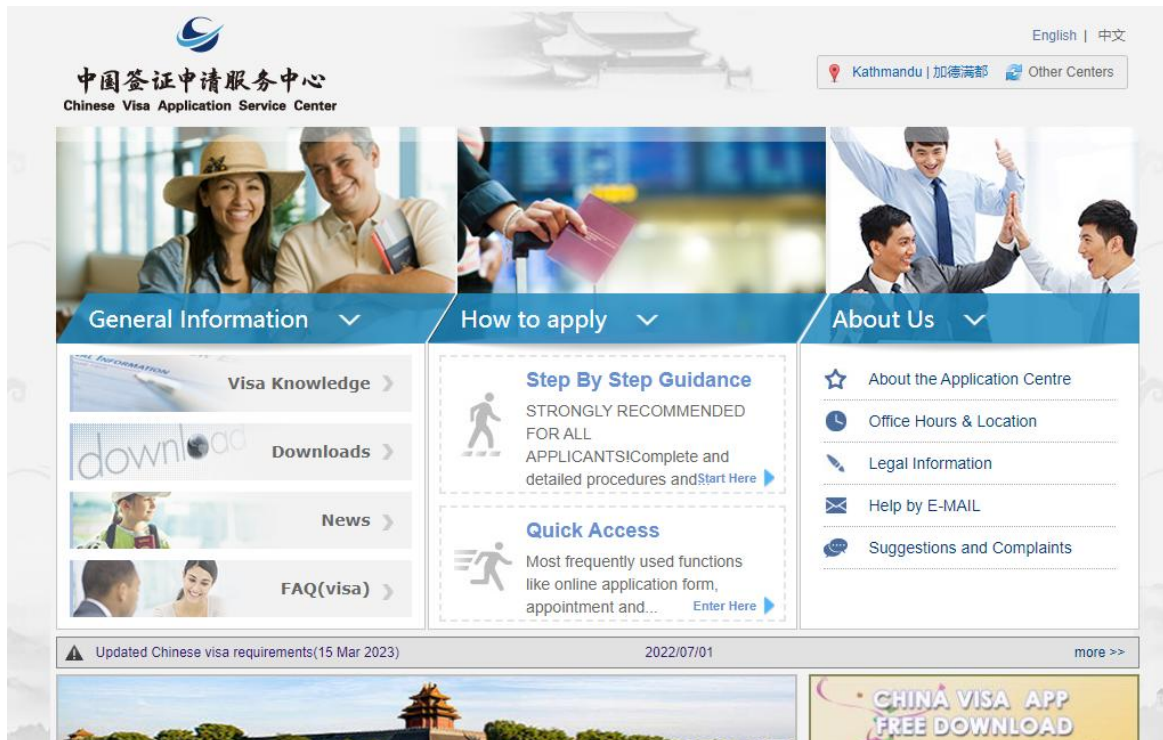 English | 中文
Kathmandu | 加德满都 Other Centers
中国签证申请服务中心
Chinese Visa Application Service Center
General Information
How to apply
About Us
Visa Knowledge
Downloads
News
FAQ(visa)
INFORMATION
download
Step By Step Guidance
STRONGLY RECOMMENDED
FOR ALL
APPLICANTS!Complete and
detailed procedures and...
Start Here
Quick Access
Most frequently used functions
like online application form,
appointment and...
Enter Here
About the Application Centre
Office Hours & Location
Legal Information
Help by E-MAIL
Suggestions and Complaints
Updated Chinese visa requirements(15 Mar 2023) 2022/07/01 more >>
CHINA VISA APP
FREE DOWNLOAD